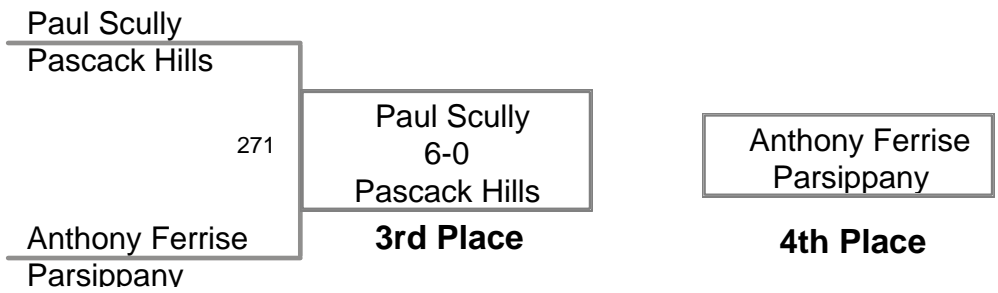 Paul Scully
Pascack Hills
271
Anthony Ferrise
Parsippany
Paul Scully
6-0
Pascack Hills
3rd Place
Anthony Ferrise
Parsippany
4th Place